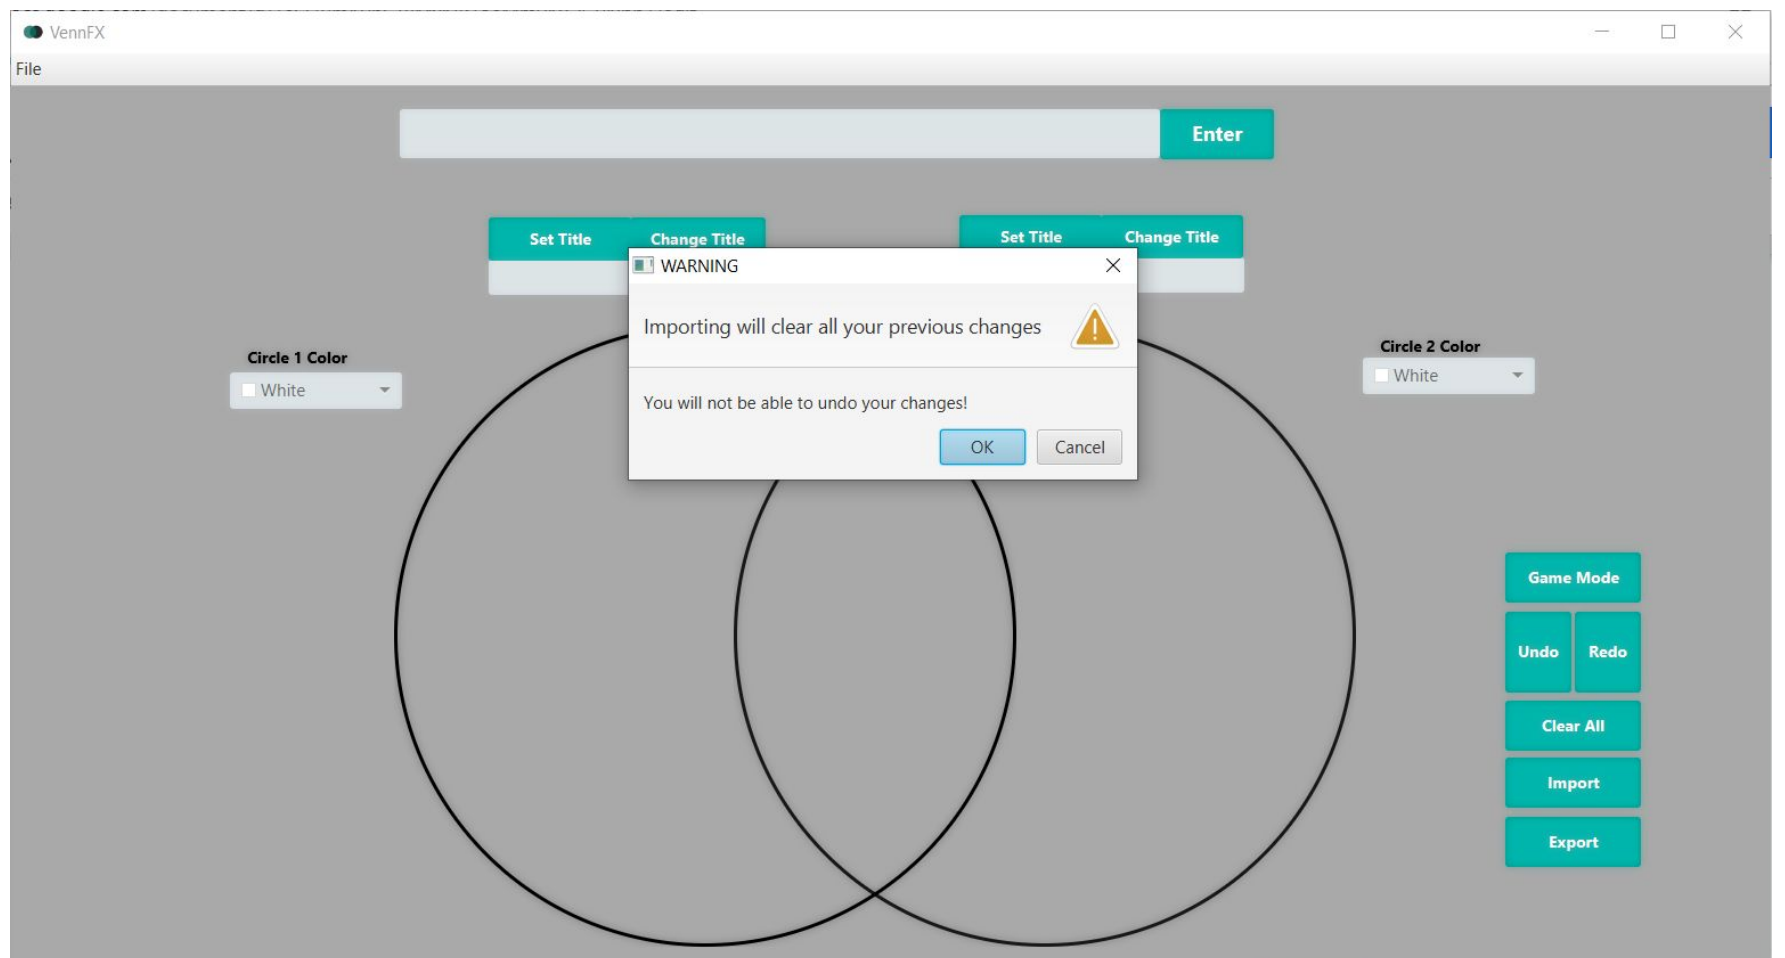 VennFX
File
Enter
Set Title Change Title
Set Title Change Title
WARNING
Importing will clear all your previous changes
You will not be able to undo your changes!
OK Cancel
Circle 1 Color
White
Circle 2 Color
White
Game Mode
Undo Redo
Clear All
Import
Export